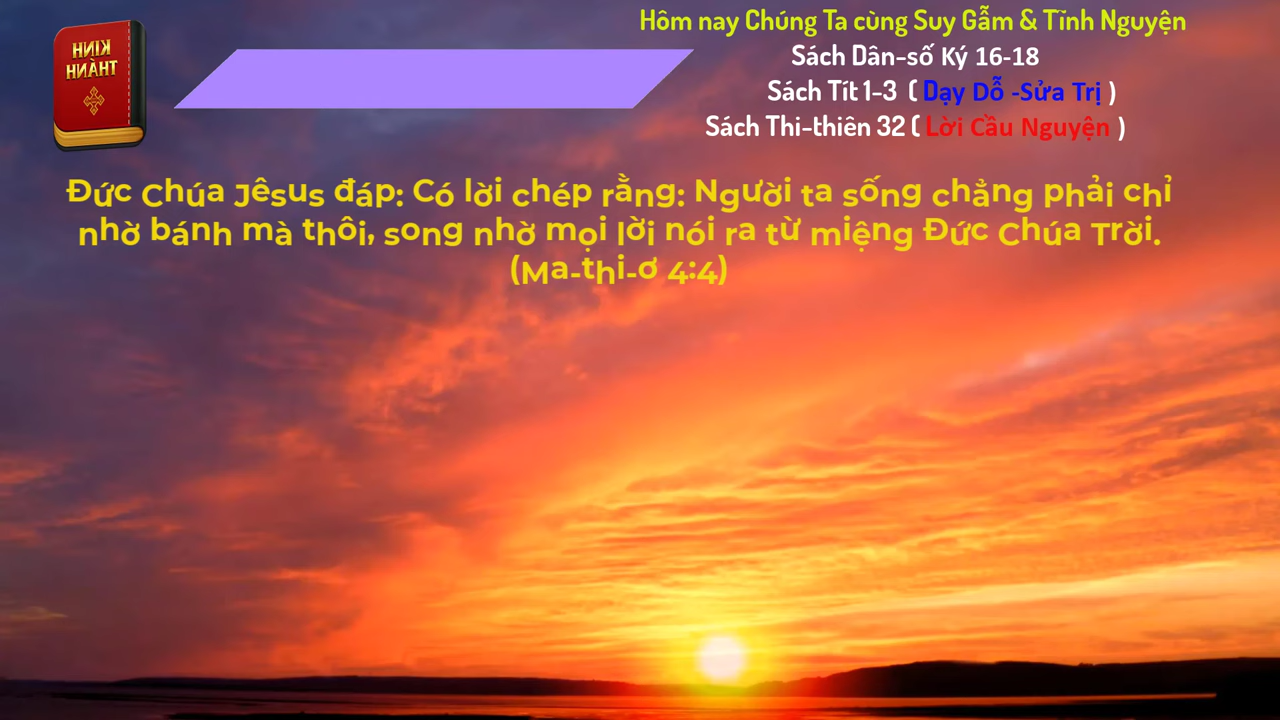 KINH
THÀNH
Hôm nay Chúng Ta cùng Suy Gẫm & Tĩnh Nguyện
Sách Dân-số Ký 16-18
Sách Tít 1-3 ( Dạy Dỗ -Sửa Trị )
Sách Thi-thiên 32 ( Lời Cầu Nguyện )
Đức Chúa Jêsus đáp: Có lời chép rằng: Người ta sống chẳng phải chỉ
nhờ bánh mà thôi, song nhờ mọi lời nói ra từ miệng Đức Chúa Trời.
(Ma-thi-ơ 4:4)